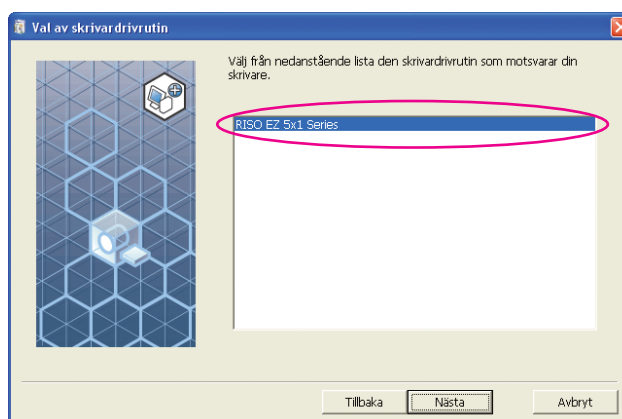 Val av skrivardrivrutin
Välj från nedanstående lista den skrivardrivrutin som motsvarar din
skrivare.
RISO EZ 5x1 Series
Tillbaka
Nästa
Avbryt